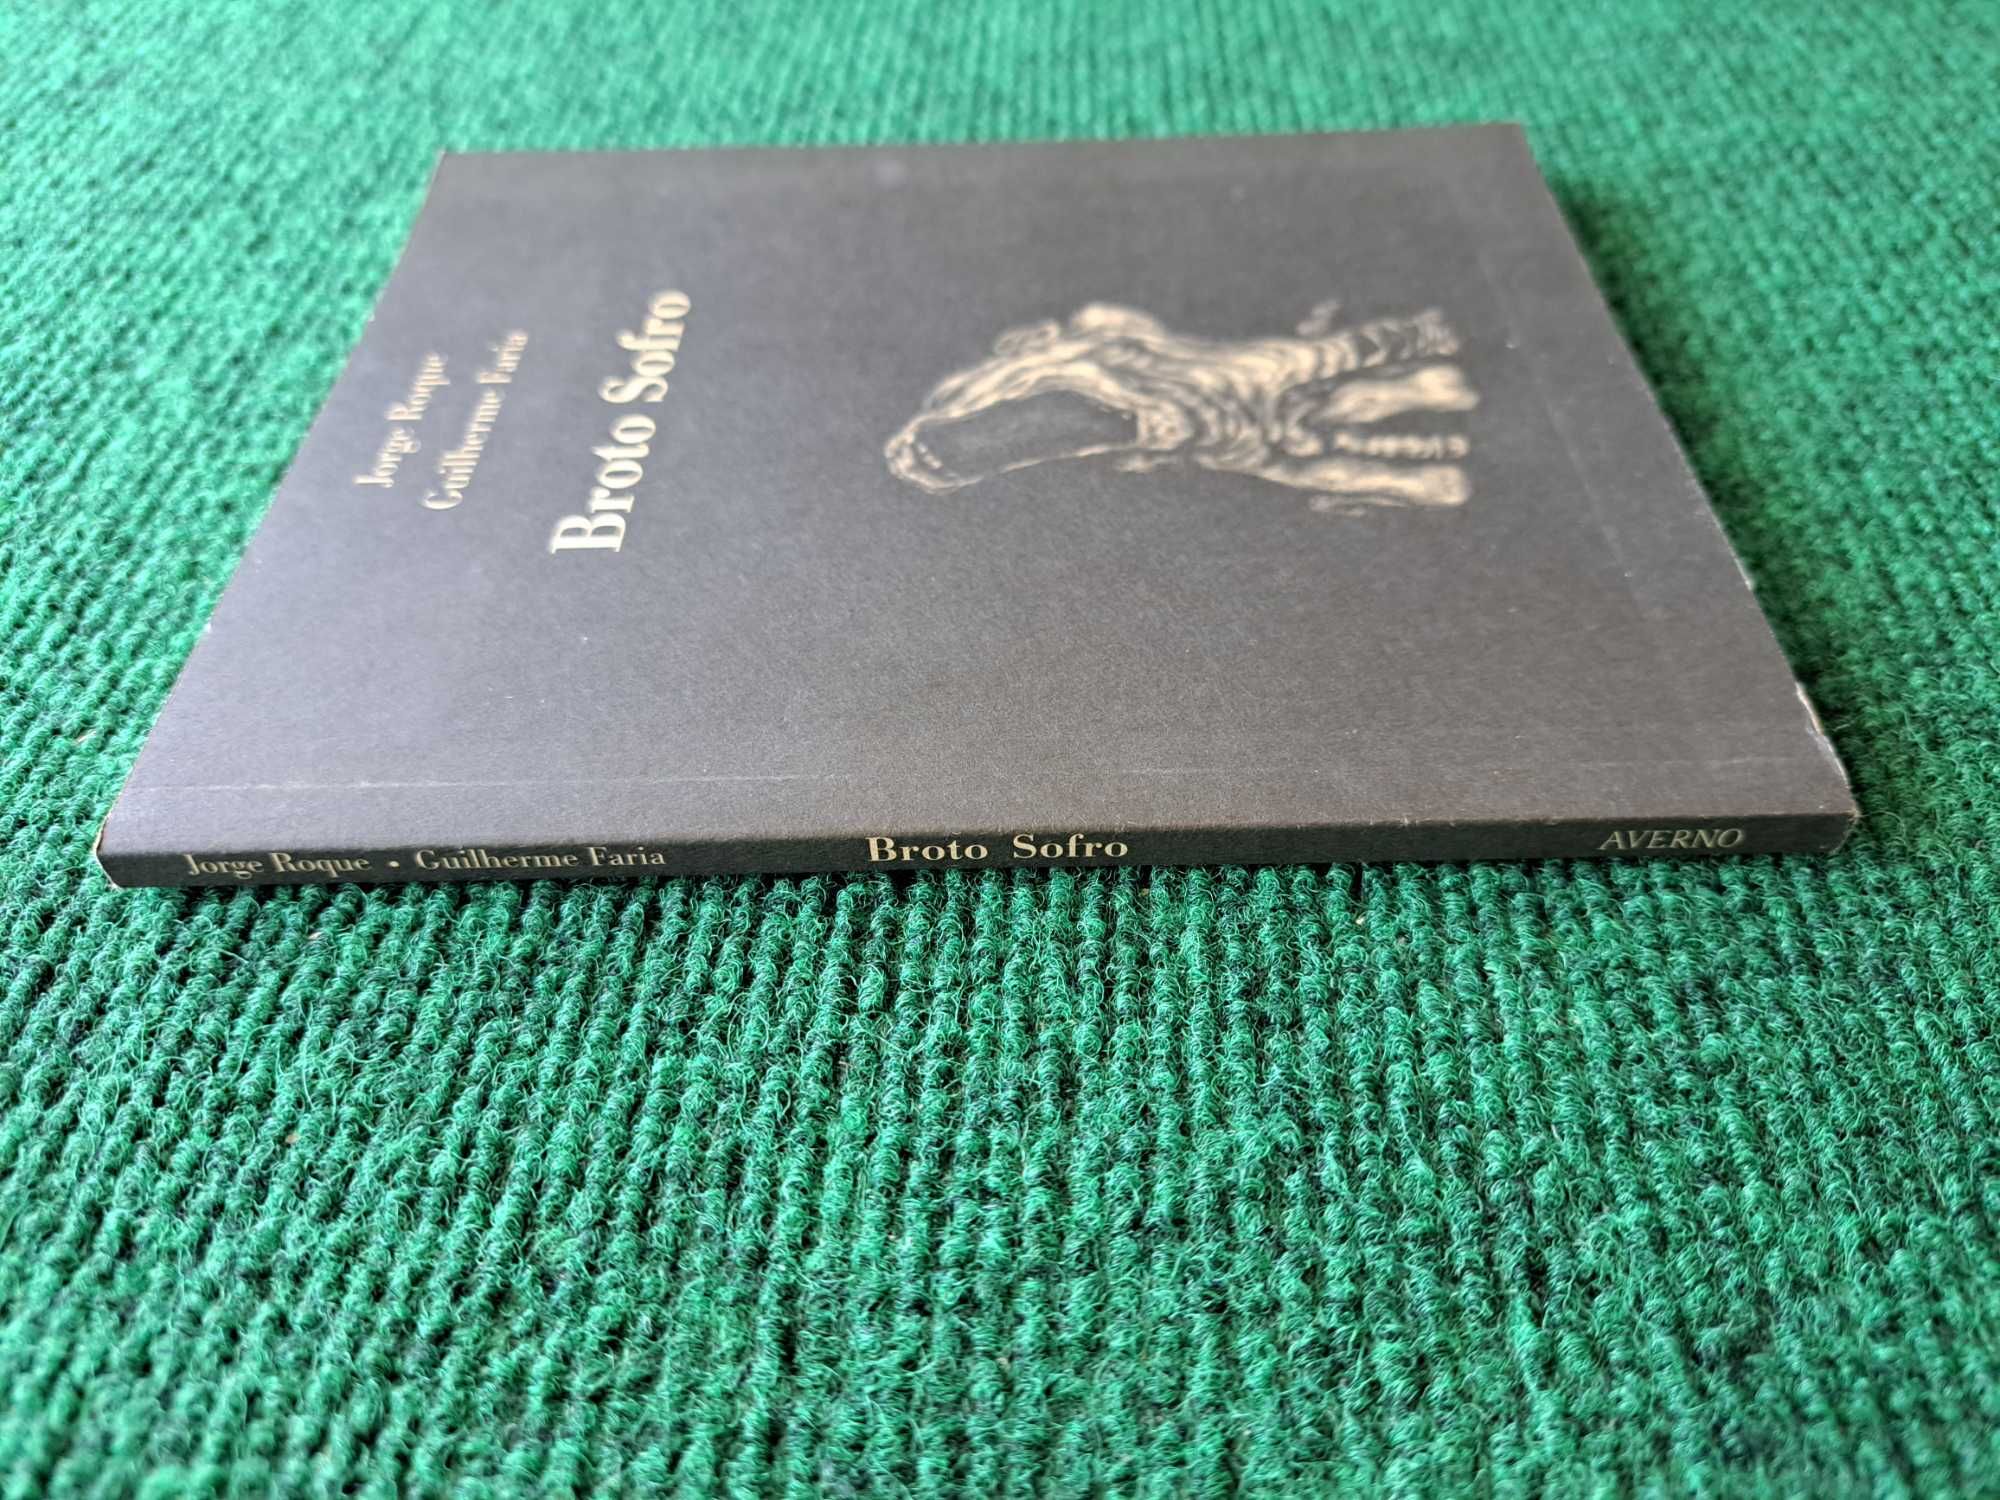 Jorge Roque
Guilherme Faria
Broto Sofro
Jorge Roque • Guilherme Faria Broto Sofro AVERNO